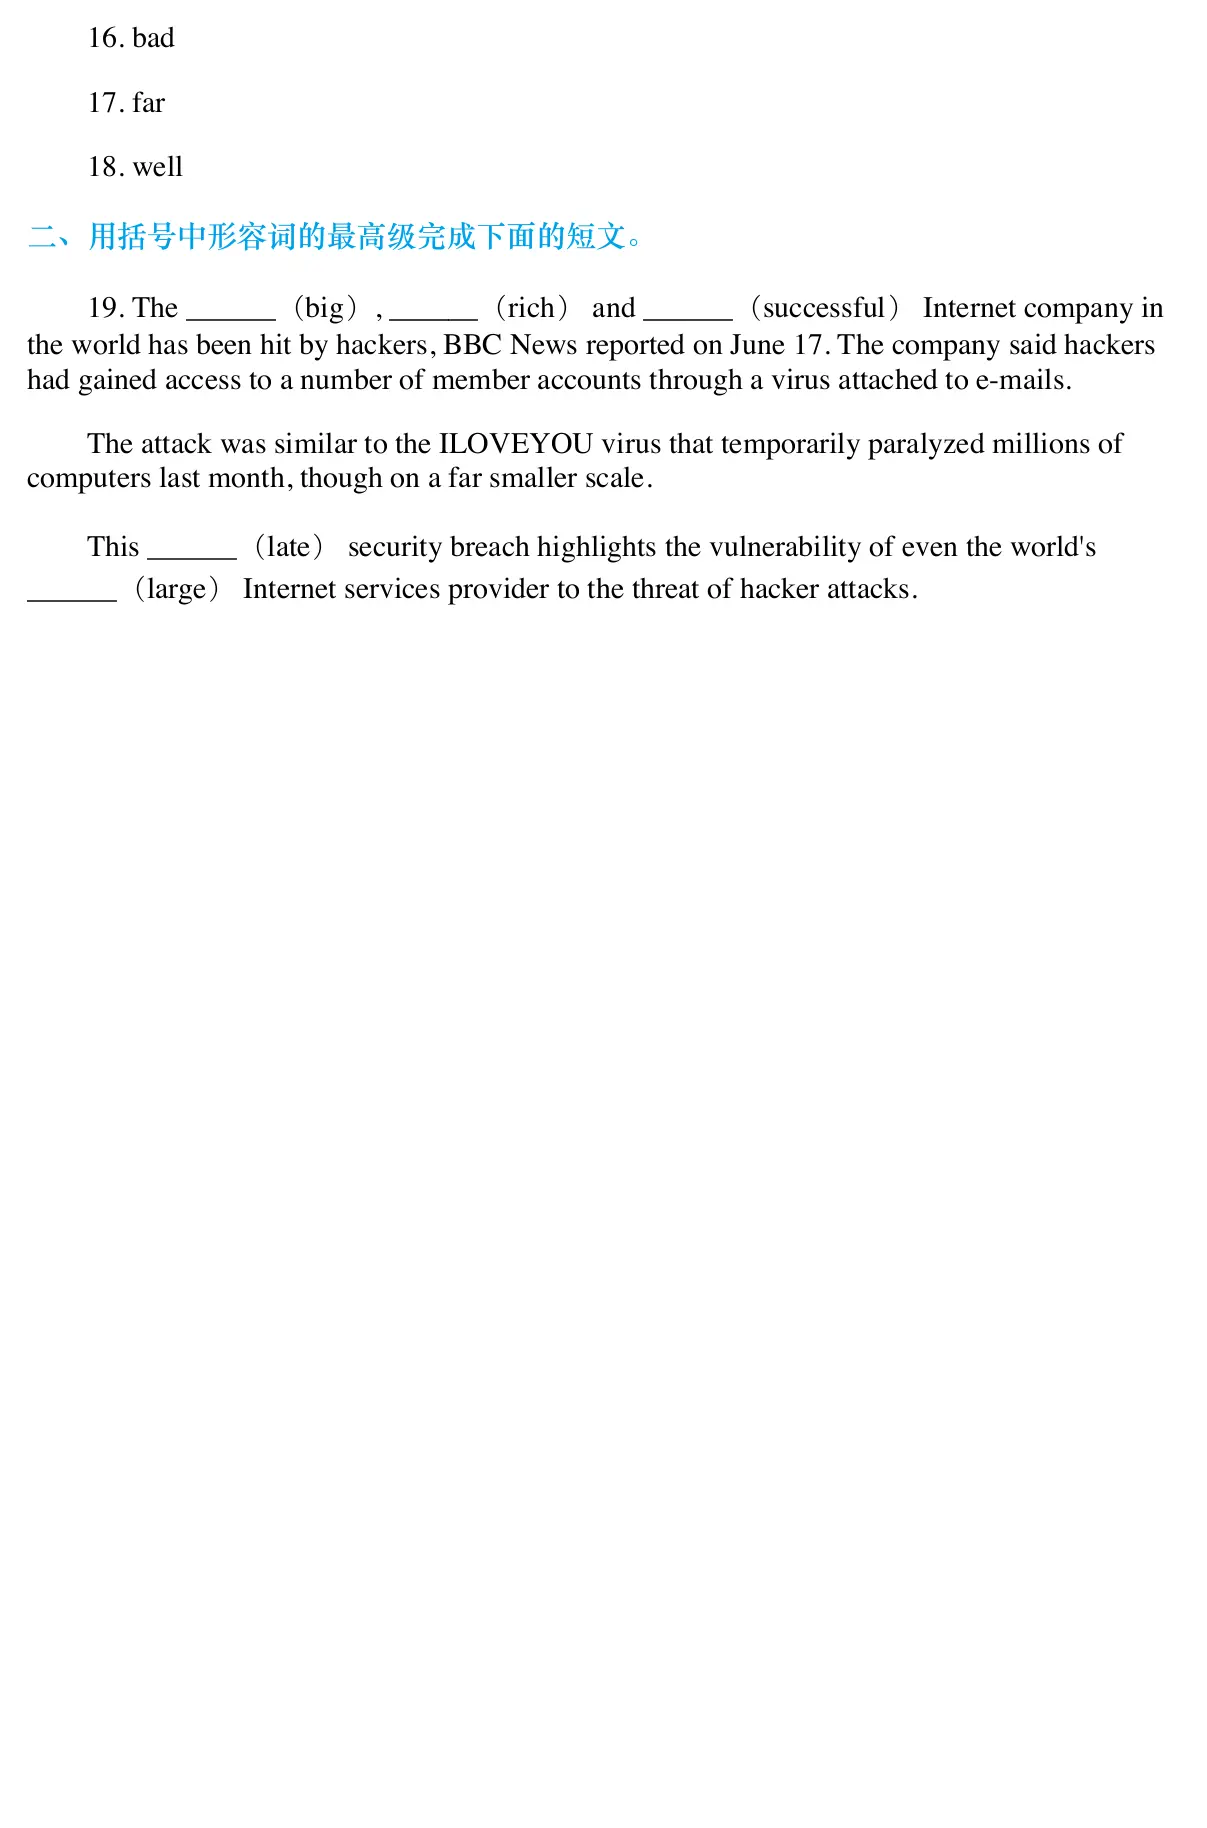 16. bad
17. far
18. well
二、用括号中形容词的最高级完成下面的短文。
19. The ______（big）, ______（rich） and ______（successful） Internet company in
the world has been hit by hackers, BBC News reported on June 17. The company said hackers
had gained access to a number of member accounts through a virus attached to e-mails.
The attack was similar to the ILOVEYOU virus that temporarily paralyzed millions of
computers last month, though on a far smaller scale.
This ______（late） security breach highlights the vulnerability of even the world's
______（large） Internet services provider to the threat of hacker attacks.